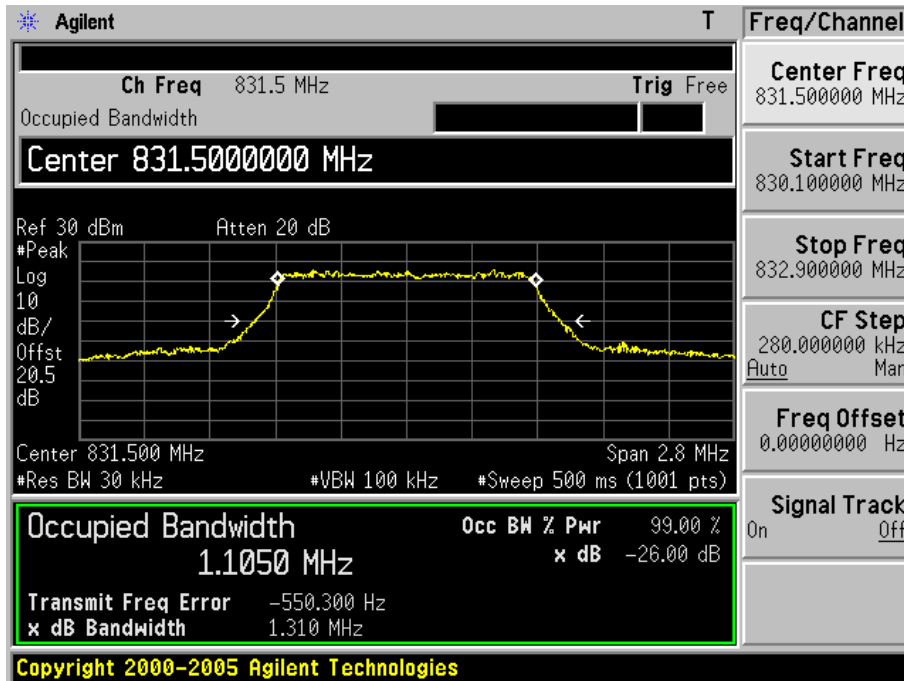 Agilent T Freq/Channel
Ch Freq 831.5 MHz Trig Free
Occupied Bandwidth
Center 831.5000000 MHz
Ref 30 dBm Atten 20 dB
#Peak
Log
10
dB/
Offst
20.5
dB
Center 831.500 MHz Span 2.8 MHz
#Res BW 30 kHz #VBW 100 kHz #Sweep 500 ms (1001 pts)
Occupied Bandwidth
1.1050 MHz
Occ BW % Pwr 99.00 %
x dB -26.00 dB
Transmit Freq Error -550.300 Hz
x dB Bandwidth 1.310 MHz
Copyright 2000-2005 Agilent Technologies
Center Freq
831.500000 MHz
Start Freq
830.100000 MHz
Stop Freq
832.900000 MHz
CF Step
280.000000 kHz
Auto Man
Freq Offset
0.00000000 Hz
Signal Track
On Off